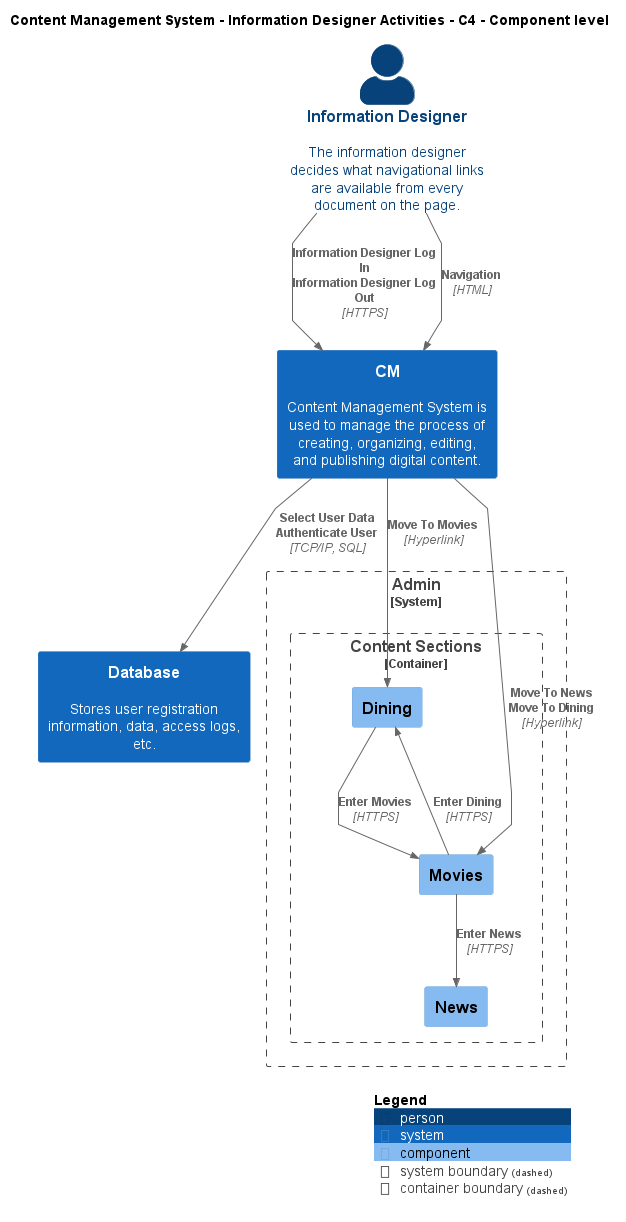 Content Management System - Information Designer Activities - C4 - Component level
Information Designer
The information designer
decides what navigational links
are available from every
document on the page.
Information Designer Log
In
Information Designer Log
Out
[HTTPS]
Navigation
[HTML]
CM
Content Management System is
used to manage the process of
creating, organizing, editing,
and publishing digital content.
Select User Data
Authenticate User
[TCP/IP, SQL]
Move To Movies
[Hyperlink]
Admin
[System]
Content Sections
[Container]
Database
Stores user registration
information, data, access logs,
etc.
Move To News
Move To Dining
[Hyperlink]
Dining
Enter Movies
[HTTPS]
Enter Dining
[HTTPS]
Movies
Enter News
[HTTPS]
News
Legend
person
system
component
system boundary (dashed)
container boundary (dashed)